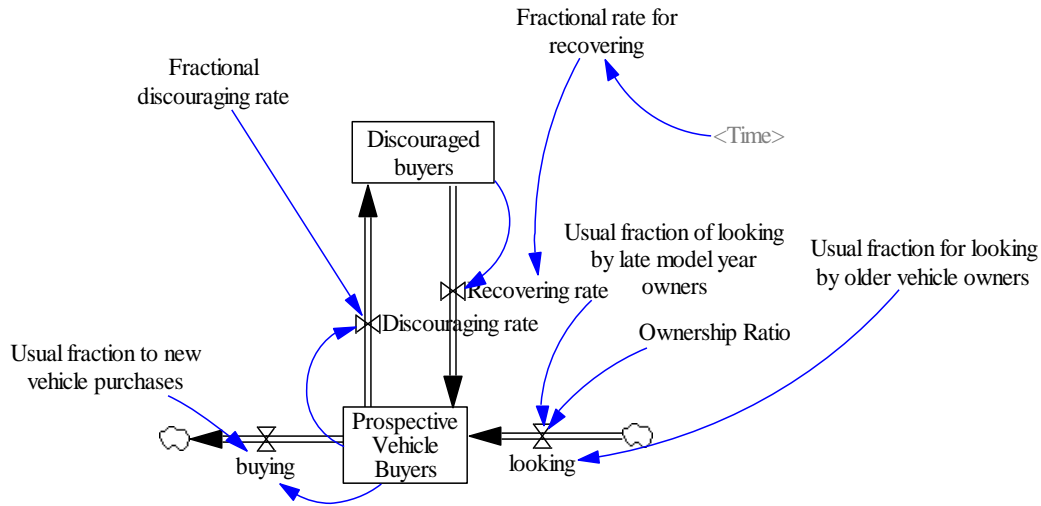 Fractional rate for
recovering
Fractional
discouraging rate
<Time>
Discouraged
buyers
Usual fraction of looking
by late model year
owners
Usual fraction for looking
by older vehicle owners
Recovering rate
Discouraging rate
Ownership Ratio
Usual fraction to new
vehicle purchases
Prospective
Vehicle
Buyers
buying
looking